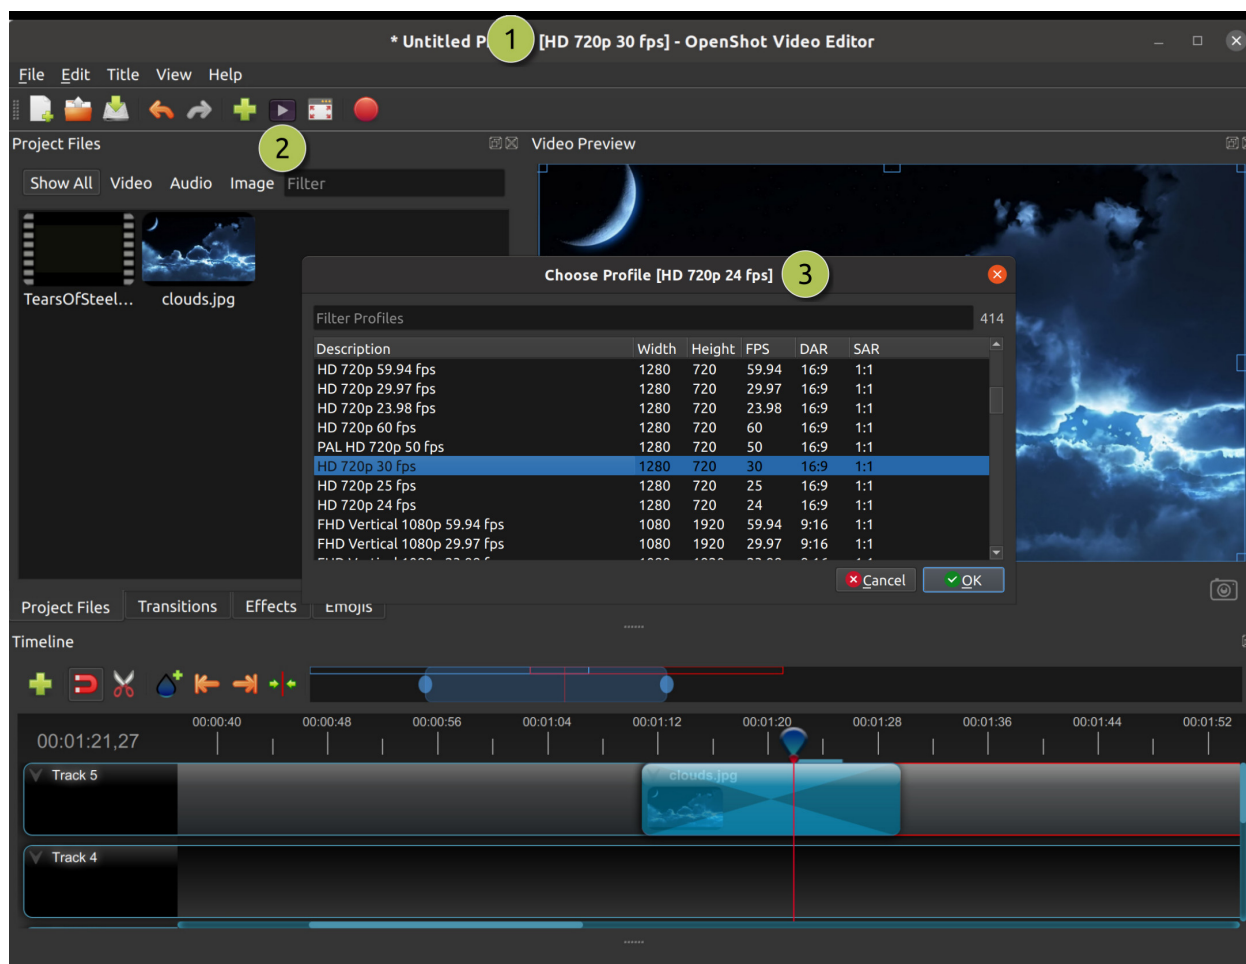 * Untitled P 1 [HD 720p 30 fps] - OpenShot Video Editor
File Edit Title View Help
Project Files
2
Video Preview
Show All Video Audio Image Filter
TearsOfSteel...
clouds.jpg
Choose Profile [HD 720p 24 fps] 3
Filter Profiles 414
Description Width Height FPS DAR SAR
HD 720p 59.94 fps 1280 720 59.94 16:9 1:1
HD 720p 29.97 fps 1280 720 29.97 16:9 1:1
HD 720p 23.98 fps 1280 720 23.98 16:9 1:1
HD 720p 60 fps 1280 720 60 16:9 1:1
PAL HD 720p 50 fps 1280 720 50 16:9 1:1
HD 720p 30 fps 1280 720 30 16:9 1:1
HD 720p 25 fps 1280 720 25 16:9 1:1
HD 720p 24 fps 1280 720 24 16:9 1:1
FHD Vertical 1080p 59.94 fps 1080 1920 59.94 9:16 1:1
FHD Vertical 1080p 29.97 fps 1080 1920 29.97 9:16 1:1
Cancel OK
Project Files Transitions Effects Emojis
Timeline
00:01:21,27
00:00:40 00:00:48 00:00:56 00:01:04 00:01:12 00:01:20 00:01:28 00:01:36 00:01:44 00:01:52
Track 5
clouds.jpg
Track 4